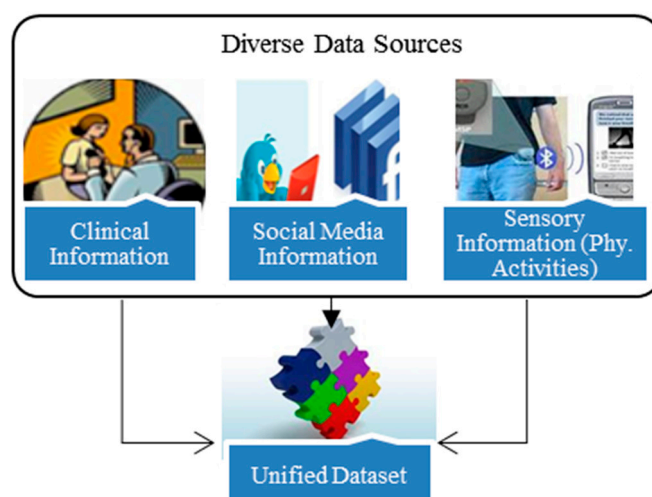 Diverse Data Sources
Clinical
Information
Social Media
Information
Sensory
Information (Phy.
Activities)
Unified Dataset